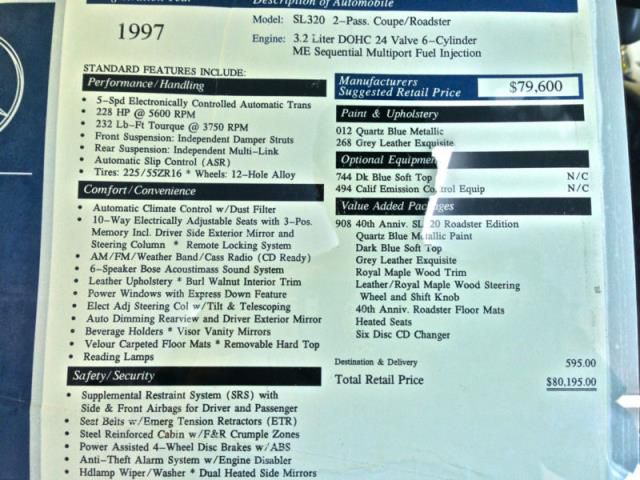 Description of Automobile
1997
Model: SL320 2-Pass. Coupe/Roadster
Engine: 3.2 Liter DOHC 24 Valve 6-Cylinder
ME Sequential Multiport Fuel Injection
STANDARD FEATURES INCLUDE:
Performance/Handling
• 5-Spd Electronically Controlled Automatic Trans
• 228 HP @ 5600 RPM
• 232 Lb-Ft Tourque @ 3750 RPM
• Front Suspension: Independent Damper Struts
• Rear Suspension: Independent Multi-Link
• Automatic Slip Control (ASR)
• Tires: 225/55ZR16 * Wheels: 12-Hole Alloy
Comfort/Convenience
• Automatic Climate Control w/Dust Filter
• 10-Way Electrically Adjustable Seats with 3-Pos.
Memory Incl. Driver Side Exterior Mirror and
Steering Column * Remote Locking System
• AM/FM/Weather Band/Cass Radio (CD Ready)
• 6-Speaker Bose Acoustimass Sound System
• Leather Upholstery * Burl Walnut Interior Trim
• Power Windows with Express Down Feature
• Elect Adj Steering Col w/Tilt & Telescoping
• Auto Dimming Rearview and Driver Exterior Mirror
• Beverage Holders * Visor Vanity Mirrors
• Velour Carpeted Floor Mats * Removable Hard Top
• Reading Lamps
Safety/Security
• Supplemental Restraint System (SRS) with
Side & Front Airbags for Driver and Passenger
• Seat Belts w/Emerg Tension Retractors (ETR)
• Steel Reinforced Cabin w/F&R Crumple Zones
• Power Assisted 4-Wheel Disc Brakes w/ABS
• Anti-Theft Alarm System w/Engine Disabler
• Hdlamp Wiper/Washer * Dual Heated Side Mirrors
Manufacturers
Suggested Retail Price $79,600
Paint & Upholstery
012 Quartz Blue Metallic
268 Grey Leather Exquisite
Optional Equipment
744 Dk Blue Soft Top N/C
494 Calif Emission Control Equip N/C
Value Added Packages
908 40th Anniv. SL320 Roadster Edition
Quartz Blue Metallic Paint
Dark Blue Soft Top
Grey Leather Exquisite
Royal Maple Wood Trim
Leather/Royal Maple Wood Steering
Wheel and Shift Knob
40th Anniv. Roadster Floor Mats
Heated Seats
Six Disc CD Changer
Destination & Delivery 595.00
Total Retail Price $80,195.00